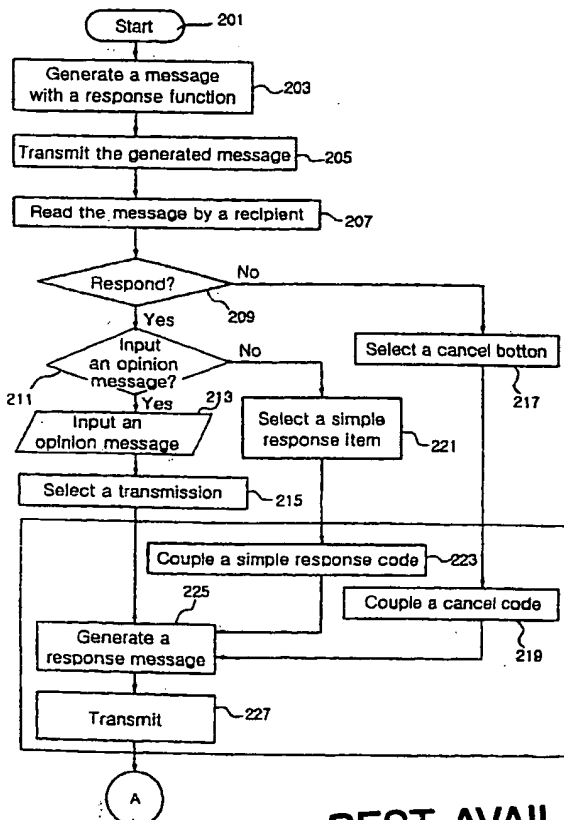 Start
201
Generate a message
with a response function
203
Transmit the generated message
205
Read the message by a recipient
207
Respond?
No
209
Yes
Input
an opinion
message?
No
211
Yes
213
Input an
opinion message
Select a simple
response item
221
Select a cancel botton
217
Select a transmission
215
Couple a simple response code
223
225
Couple a cancel code
219
Generate a
response message
Transmit
227
A
BEST AVAIL